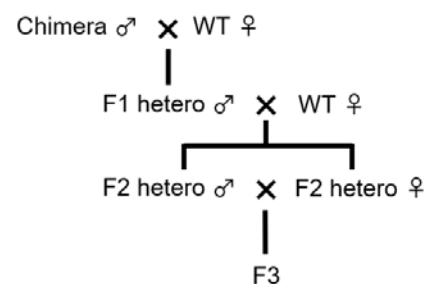 Chimera ♂ × WT ♀
F1 hetero ♂ × WT ♀
F2 hetero ♂ × F2 hetero ♀
F3